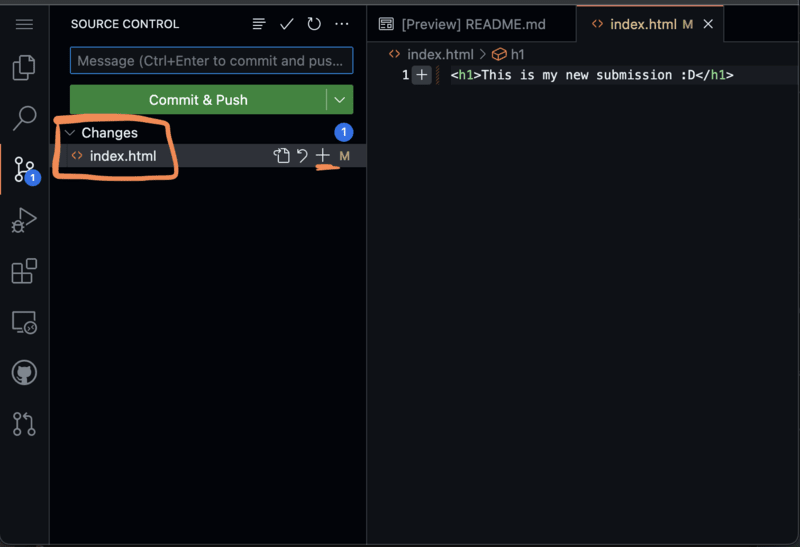 SOURCE CONTROL
[Preview] README.md
index.html M
Message (Ctrl+Enter to commit and pus...
index.html > h1
1 <h1>This is my new submission :D</h1>
Commit & Push
Changes 1
index.html M
1